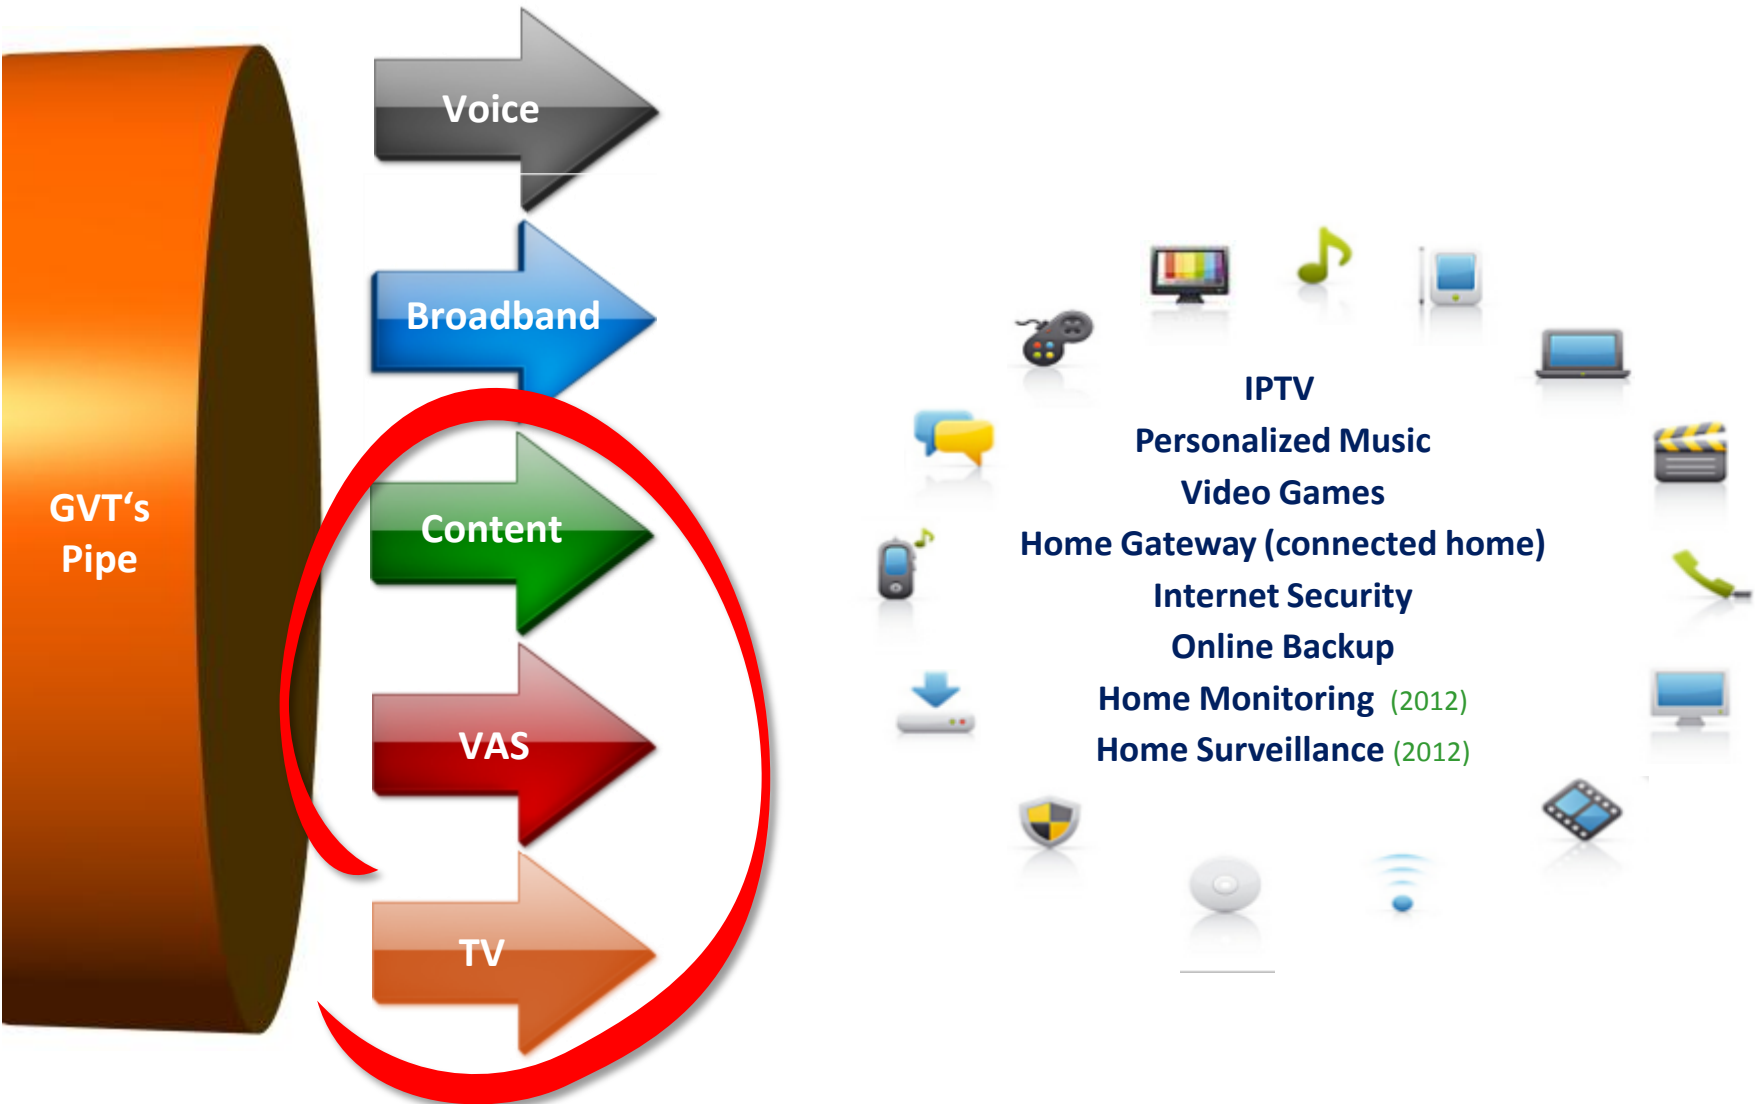 GVT‘s
Pipe
Voice
Broadband
Content
VAS
TV
IPTV
Personalized Music
Video Games
Home Gateway (connected home)
Internet Security
Online Backup
Home Monitoring (2012)
Home Surveillance (2012)